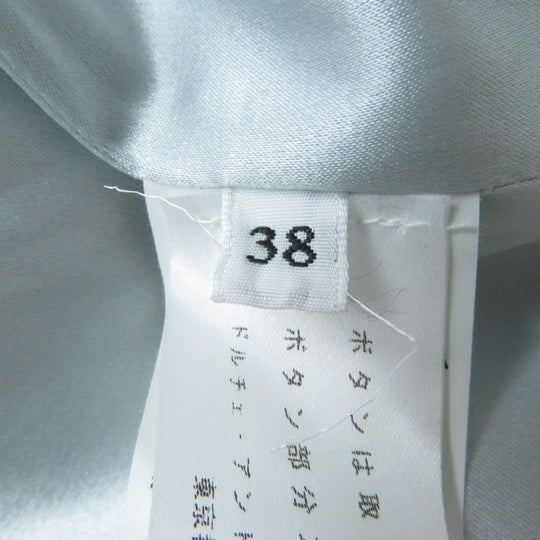 38
ボタンは取
ボタン部分
ドルチェ・アンド
東京